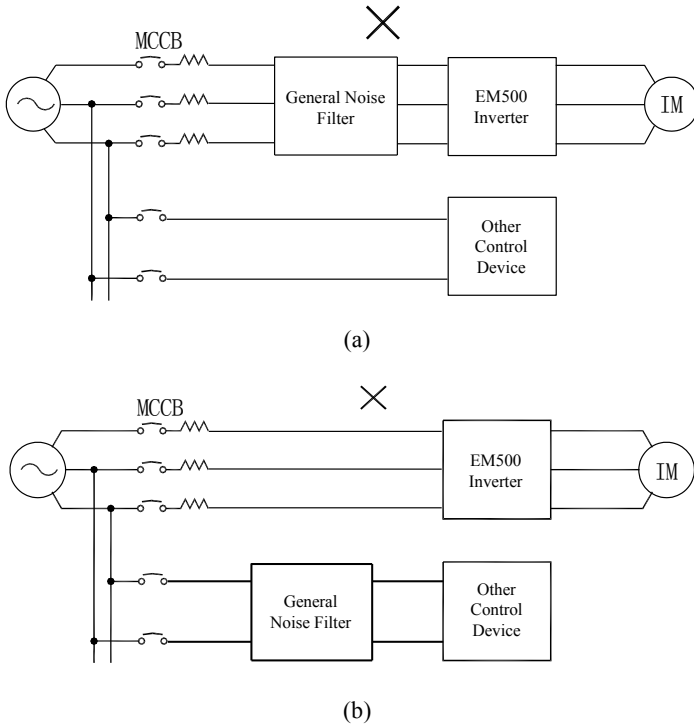 MCCB
General Noise
Filter
EM500
Inverter
IM
Other
Control
Device
(a)
MCCB
EM500
Inverter
IM
General
Noise Filter
Other
Control
Device
(b)